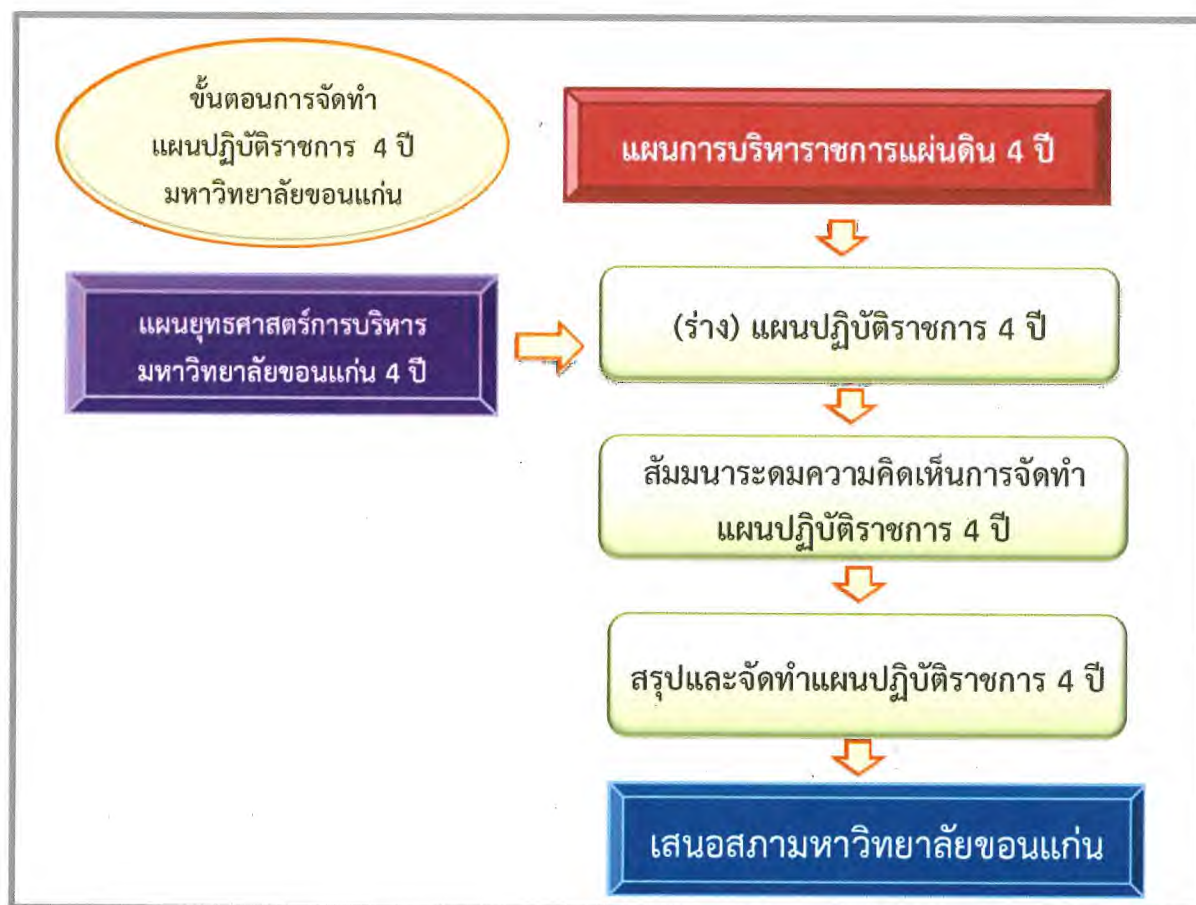 ขั้นตอนการจัดทำ
แผนปฏิบัติราชการ 4 ปี
มหาวิทยาลัยขอนแก่น
แผนการบริหาราชการแผ่นดิน 4 ปี
แผนยุทธศาสตร์การบริหาร
มหาวิทยาลัยขอนแก่น 4 ปี
(ร่าง) แผนปฏิบัติราชการ 4 ปี
สัมมนาระดมความคิดเห็นการจัดทำ
แผนปฏิบัติราชการ 4 ปี
สรุปและจัดทำแผนปฏิบัติราชการ 4 ปี
เสนอสภามหาวิทยาลัยขอนแก่น